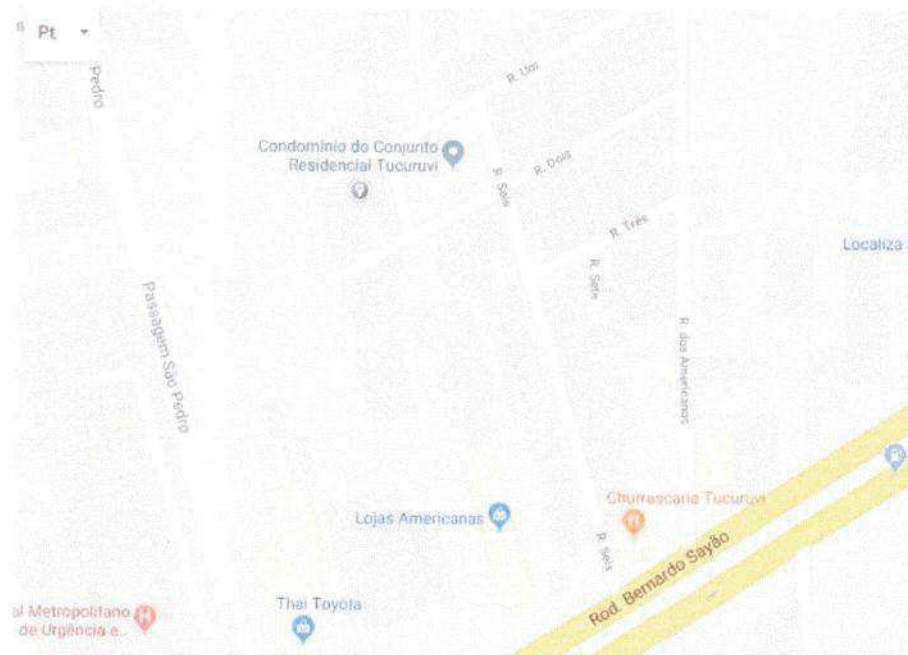 Pt
Pedro
R. Um
Condomínio do Conjunto
Residencial Tucuruvi
R. Dois
R. Seis
R. Três
Localiza
R. Sete
Passagem São Pedro
R. dos Americanos
Churrascaria Tucuruvi
Lojas Americanas
R. Seis
Rod. Bernardo Sayão
Thai Toyota
al Metropolitano
de Urgência e..